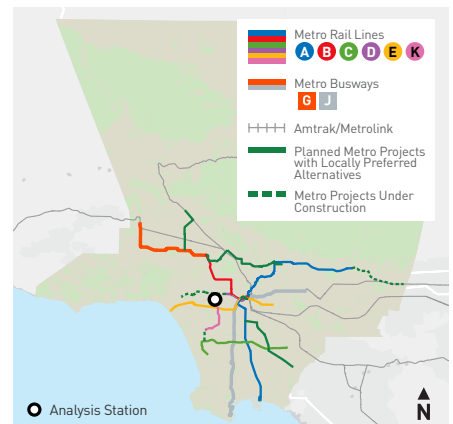 Metro Rail Lines
A B C D E K
Metro Busways
G J
Amtrak/Metrolink
Planned Metro Projects
with Locally Preferred
Alternatives
Metro Projects Under
Construction
Analysis Station
N